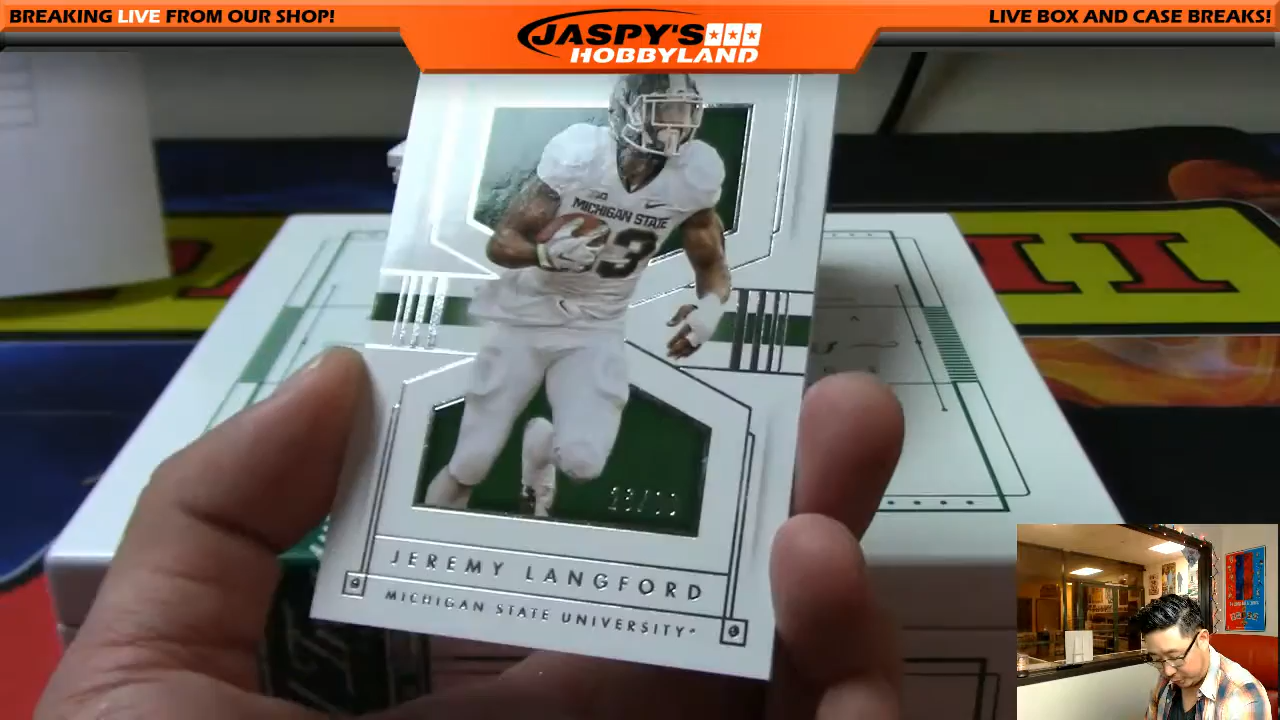 BREAKING LIVE FROM OUR SHOP!
JASPY'S
HOBBYLAND
LIVE BOX AND CASE BREAKS!
MICHIGAN STATE
33
JEREMY LANGFORD
MICHIGAN STATE UNIVERSITY